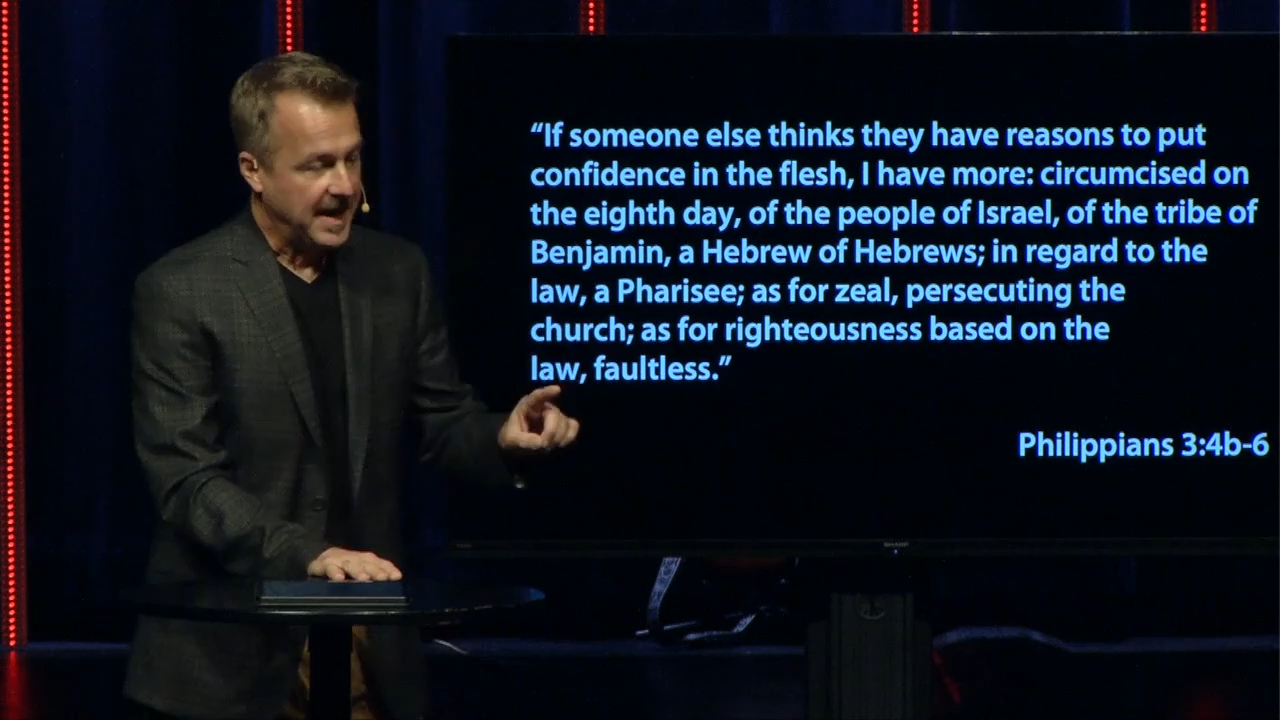 “If someone else thinks they have reasons to put
confidence in the flesh, I have more: circumcised on
the eighth day, of the people of Israel, of the tribe of
Benjamin, a Hebrew of Hebrews; in regard to the
law, a Pharisee; as for zeal, persecuting the
church; as for righteousness based on the
law, faultless.”
Philippians 3:4b-6
SHARP